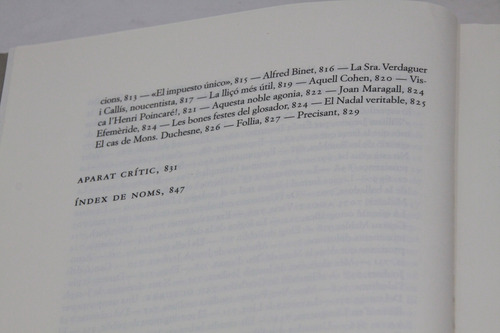 cions, 813 — «El impuesto único», 815 — Alfred Binet, 816 — La Sra. Verdaguer
i Callís, noucentista, 817 — La lliçó més útil, 819 — Aquell Cohen, 820 — Vis-
ca l'Henri Poincaré!, 821 — Aquesta noble agonia, 822 — Joan Maragall, 824
Efemèride, 824 — Les bones festes del glosador, 824 — El Nadal veritable, 825
El cas de Mons. Duchesne, 826 — Follia, 827 — Precisant, 829
APARAT CRÍTIC, 831
ÍNDEX DE NOMS, 847